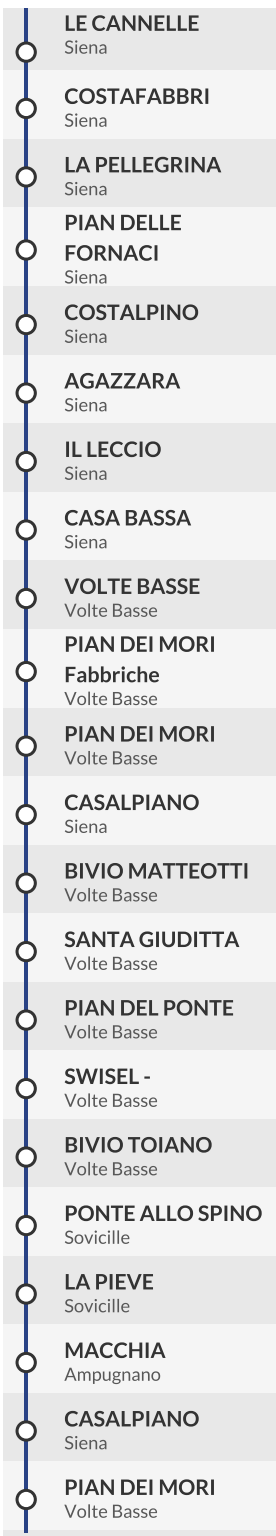 LE CANNELLE
Siena
COSTAFABBRI
Siena
LA PELLEGRINA
Siena
PIAN DELLE
FORNACI
Siena
COSTALPINO
Siena
AGAZZARA
Siena
IL LECCIO
Siena
CASA BASSA
Siena
VOLTE BASSE
Volte Basse
PIAN DEI MORI
Fabbriche
Volte Basse
PIAN DEI MORI
Volte Basse
CASALPIANO
Siena
BIVIO MATTEOTTI
Volte Basse
SANTA GIUDITTA
Volte Basse
PIAN DEL PONTE
Volte Basse
SWISEL -
Volte Basse
BIVIO TOIANO
Volte Basse
PONTE ALLO SPINO
Sovicille
LA PIEVE
Sovicille
MACCHIA
Ampugnano
CASALPIANO
Siena
PIAN DEI MORI
Volte Basse